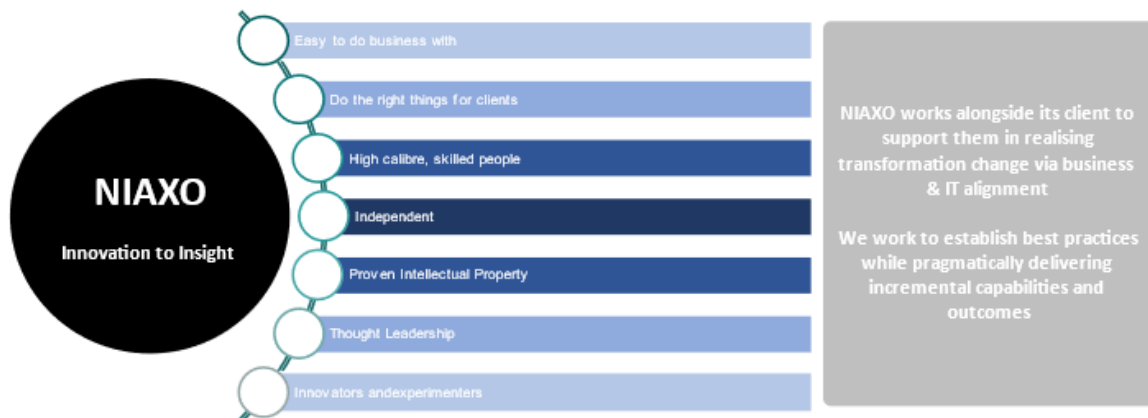 NIAXO
Innovation to Insight
Easy to do business with
Do the right things for clients
High calibre, skilled people
Independent
Proven Intellectual Property
Thought Leadership
Innovators andexperimenters
NIAXO works alongside its client to
support them in realising
transformation change via business
& IT alignment
We work to establish best practices
while pragmatically delivering
incremental capabilities and
outcomes